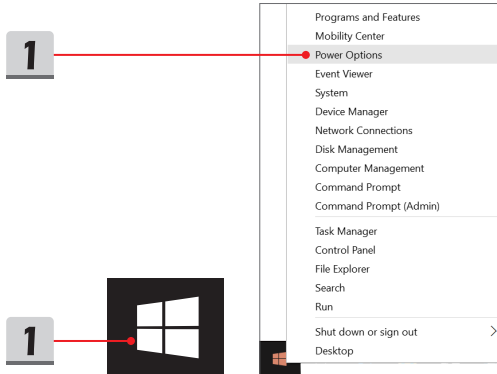 1
Programs and Features
Mobility Center
Power Options
Event Viewer
System
Device Manager
Network Connections
Disk Management
Computer Management
Command Prompt
Command Prompt (Admin)
Task Manager
Control Panel
File Explorer
Search
Run
Shut down or sign out
Desktop
1